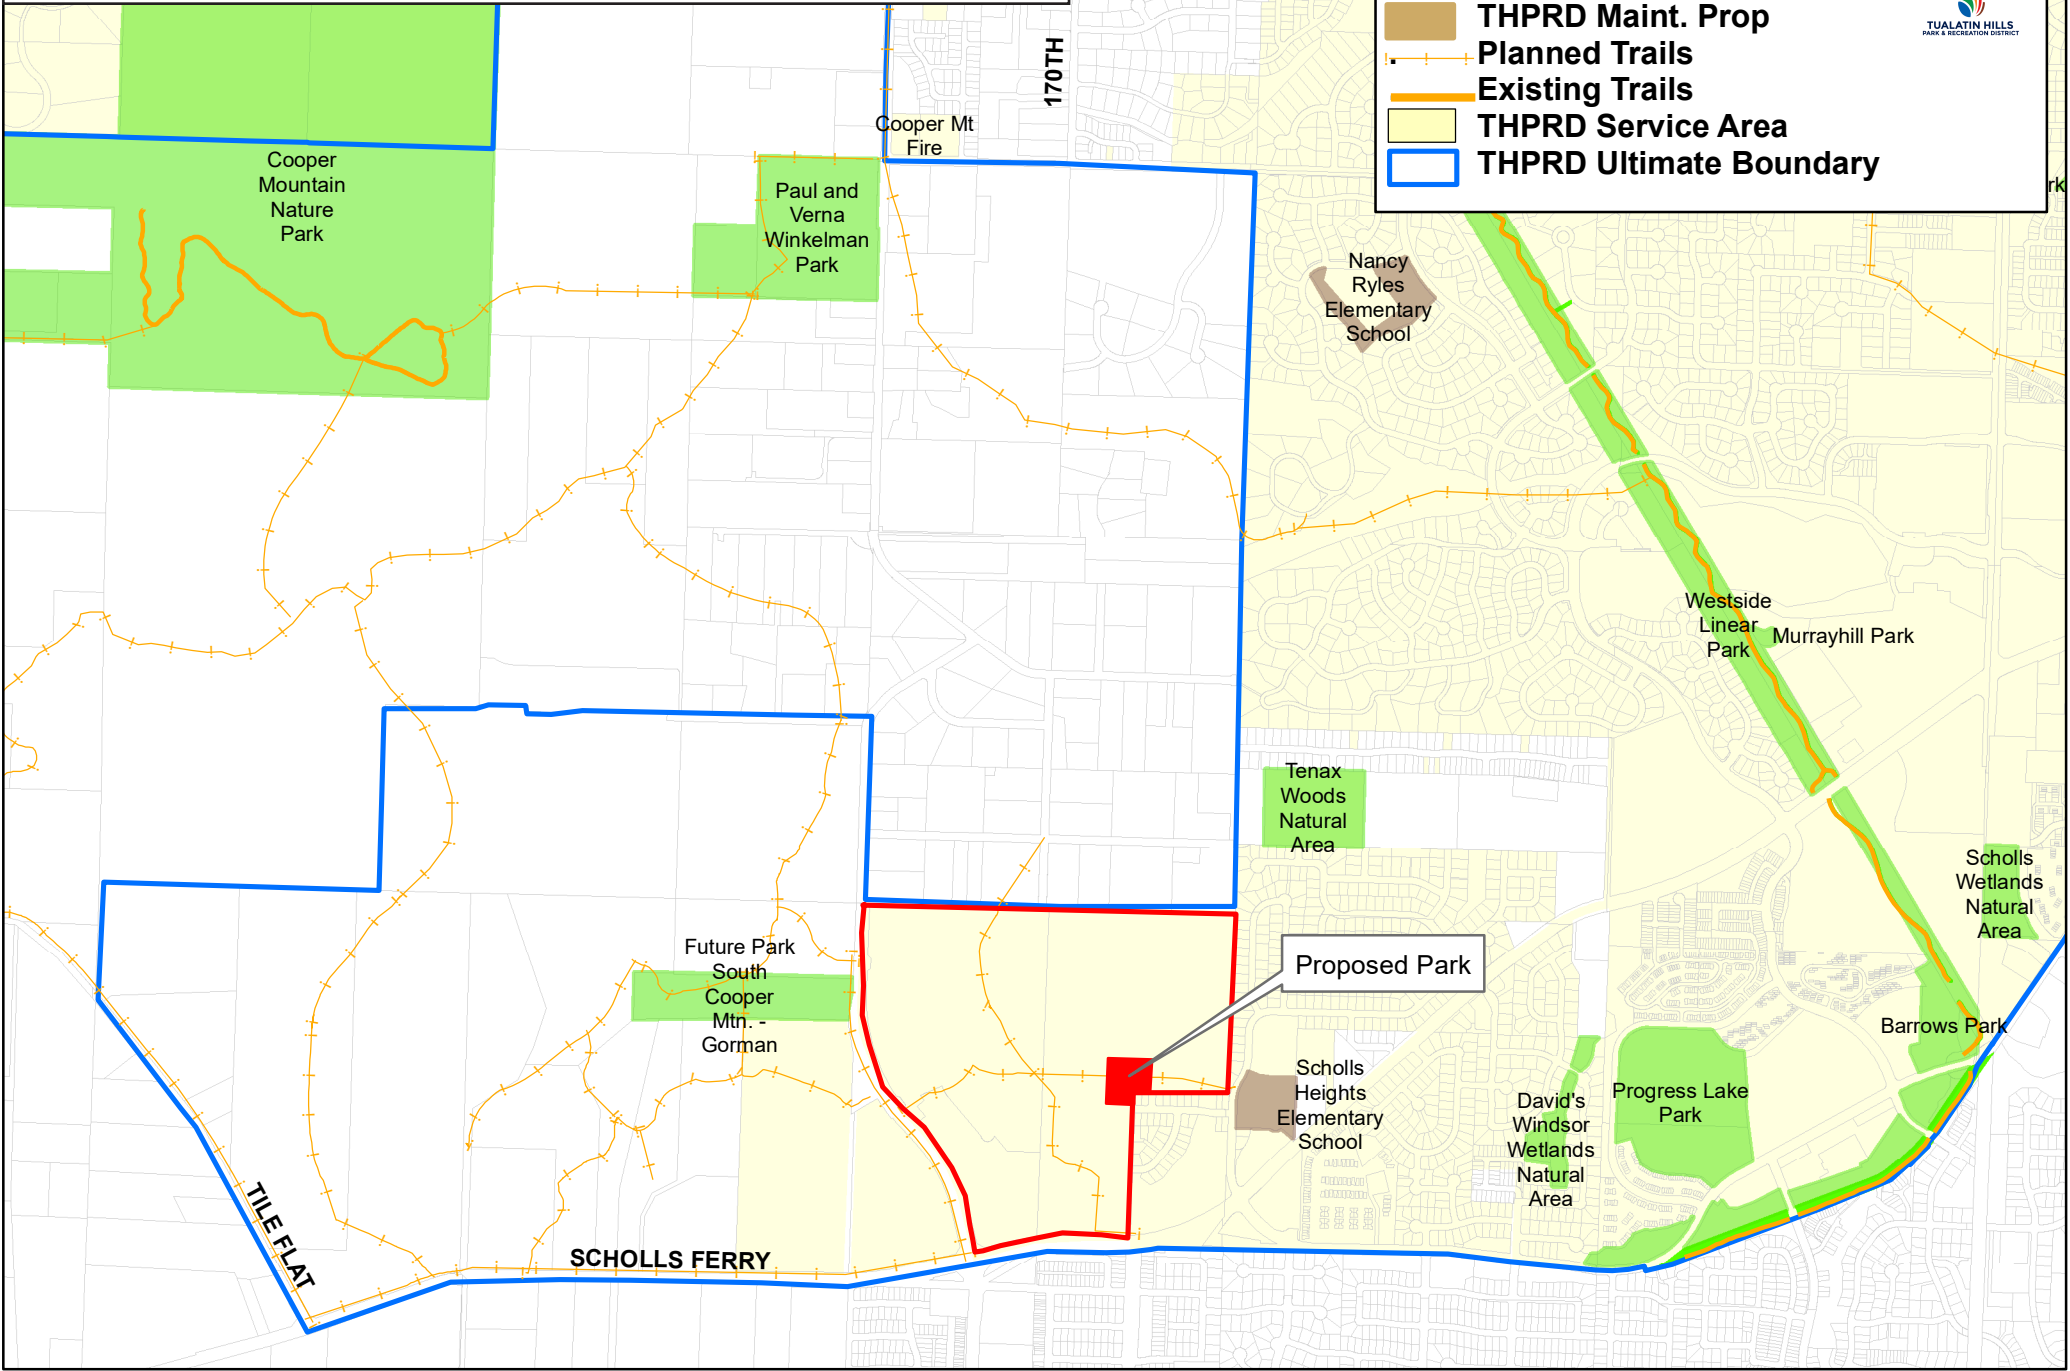 THPRD Maint. Prop
Planned Trails
Existing Trails
THPRD Service Area
THPRD Ultimate Boundary
TUALATIN HILLS
PARK & RECREATION DISTRICT
170TH
Cooper Mt
Fire
Cooper
Mountain
Nature
Park
Paul and
Verna
Winkelman
Park
rk
Nancy
Ryles
Elementary
School
Westside
Linear
Park
Murrayhill Park
Tenax
Woods
Natural
Area
Scholls
Wetlands
Natural
Area
Future Park
South
Cooper
Mtn. -
Gorman
Proposed Park
Barrows Park
Scholls
Heights
Elementary
School
David's
Windsor
Wetlands
Natural
Area
Progress Lake
Park
TILE FLAT
SCHOLLS FERRY